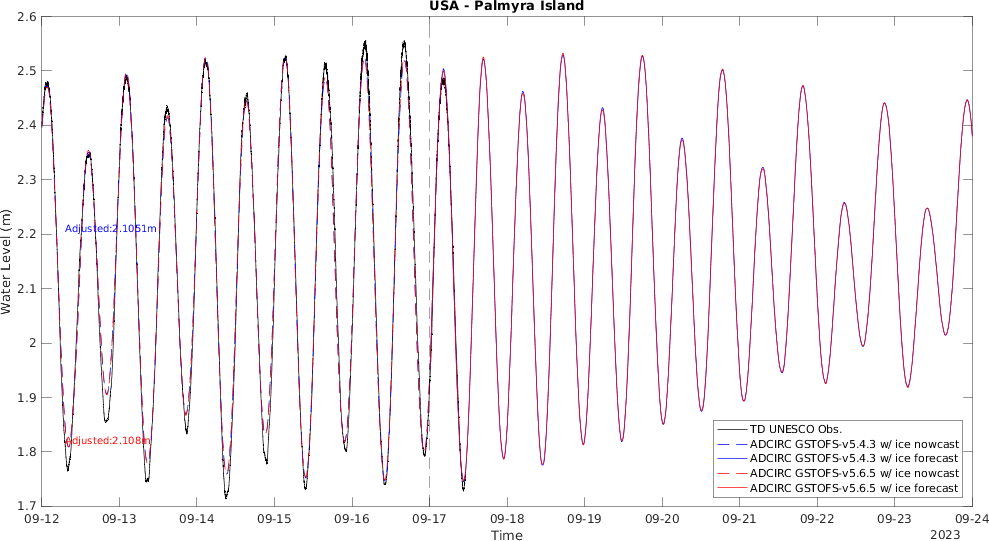 USA - Palmyra Island
2.6
2.5
2.4
2.3
2.2
2.1
2
1.9
1.8
1.7
Water Level (m)
Adjusted:2.1051m
Adjusted:2.108m
TD UNESCO Obs.
ADCIRC GSTOFS-v5.4.3 w/ ice nowcast
ADCIRC GSTOFS-v5.4.3 w/ ice forecast
ADCIRC GSTOFS-v5.6.5 w/ ice nowcast
ADCIRC GSTOFS-v5.6.5 w/ ice forecast
09-12 09-13 09-14 09-15 09-16 09-17 09-18 09-19 09-20 09-21 09-22 09-23 09-24
Time
2023